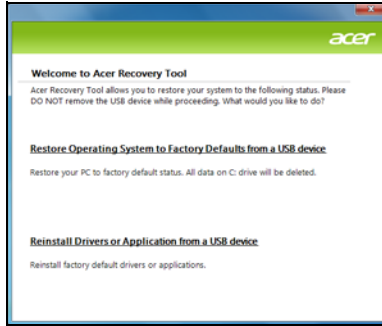 acer
Welcome to Acer Recovery Tool
Acer Recovery Tool allows you to restore your system to the following status. Please
DO NOT remove the USB device while proceeding. What would you like to do?
Restore Operating System to Factory Defaults from a USB device
Restore your PC to factory default status. All data on C: drive will be deleted.
Reinstall Drivers or Application from a USB device
Reinstall factory default drivers or applications.